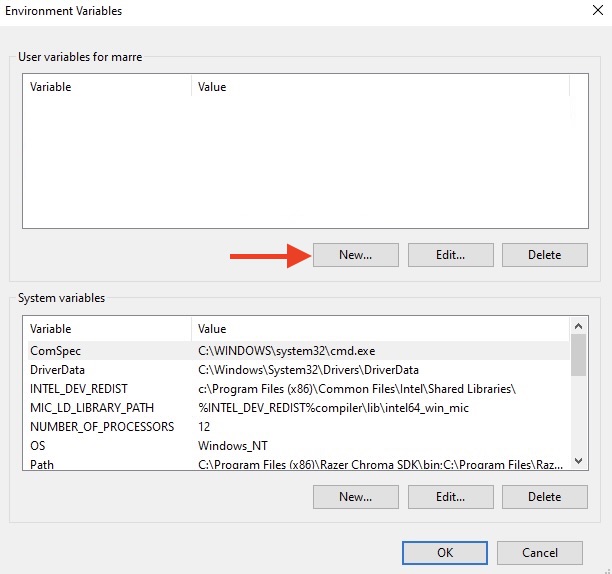 Environment Variables
User variables for marre
Variable Value
New... Edit... Delete
System variables
Variable Value
ComSpec C:\WINDOWS\system32\cmd.exe
DriverData C:\Windows\System32\Drivers\DriverData
INTEL_DEV_REDIST c:\Program Files (x86)\Common Files\Intel\Shared Libraries\
MIC_LD_LIBRARY_PATH %INTEL_DEV_REDIST%compiler\lib\intel64_win_mic
NUMBER_OF_PROCESSORS 12
OS Windows_NT
Path C:\Program Files (x86)\Razer Chroma SDK\bin;C:\Program Files\Raz...
New... Edit... Delete
OK Cancel